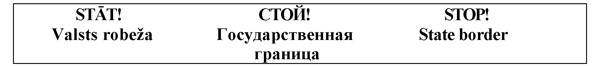 STĀT! СТОЙ! STOP!
Valsts robeža Государственная State border
граница